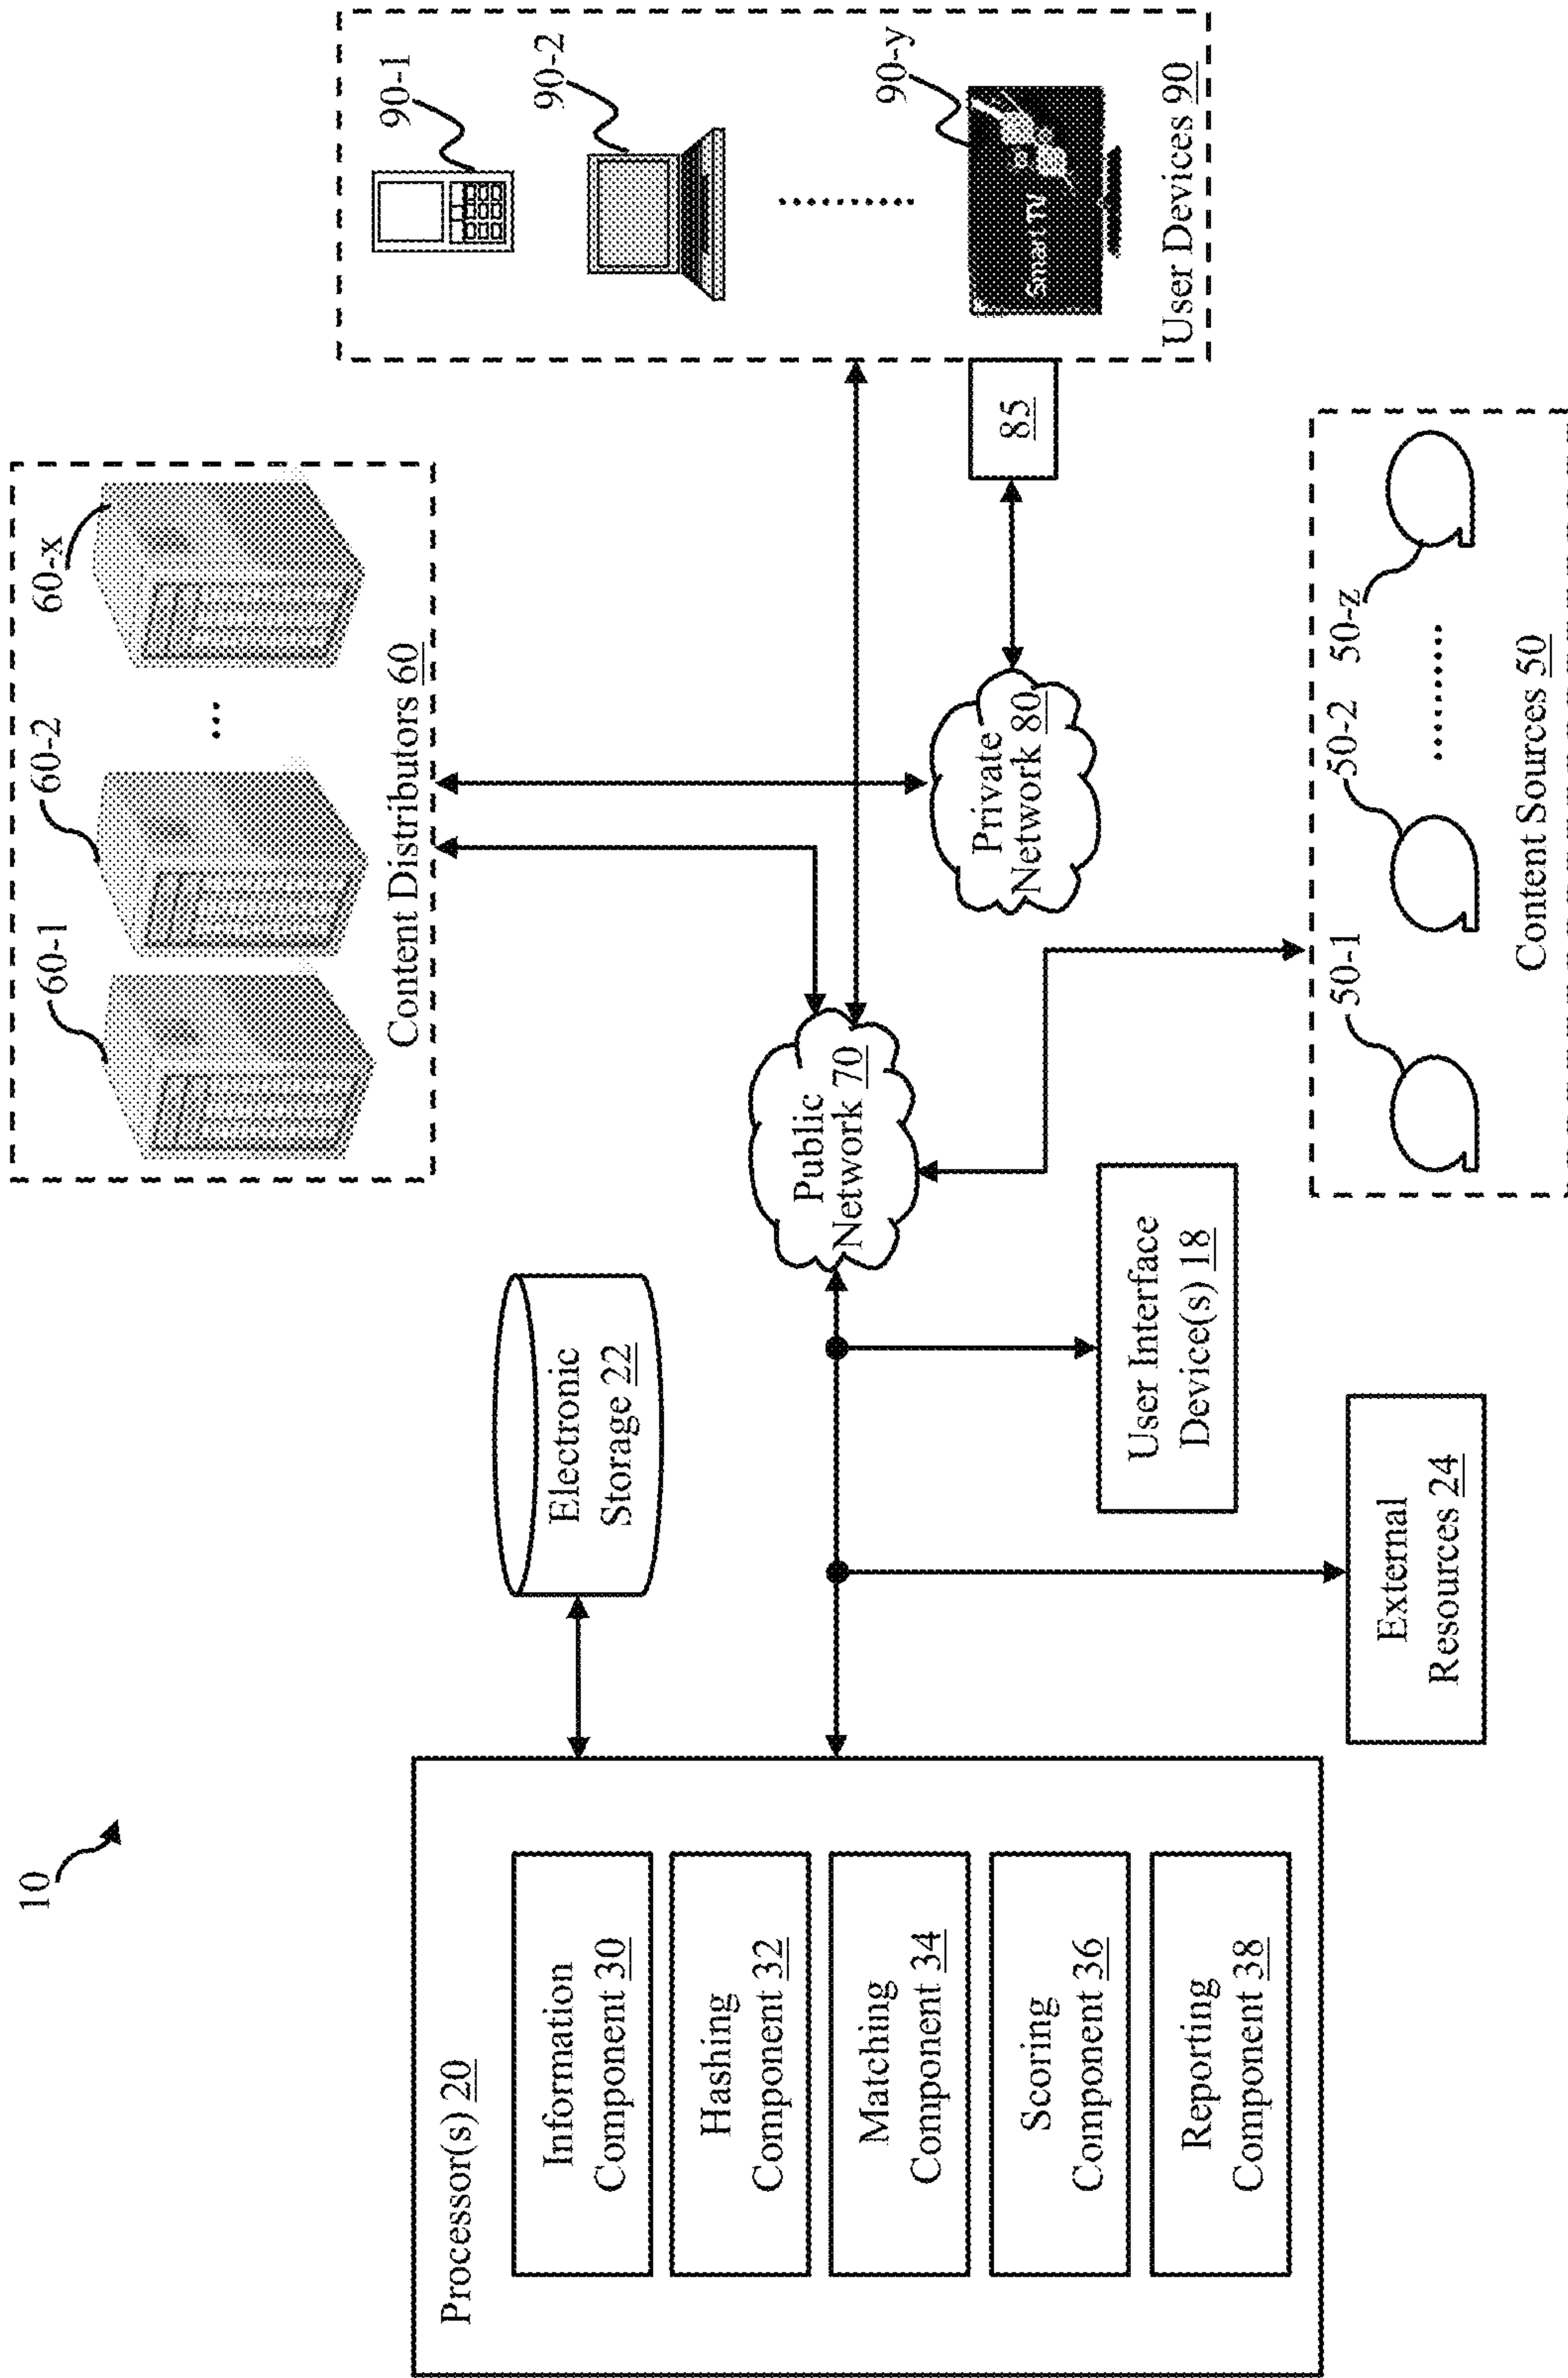 10
Processor(s) 20
Information
Component 30
Hashing
Component 32
Matching
Component 34
Scoring
Component 36
Reporting
Component 38
Electronic
Storage 22
External
Resources 24
User Interface
Device(s) 18
Public
Network 70
Private
Network 80
60-1
60-2
...
60-x
Content Distributors 60
50-1
50-2
.........
50-z
Content Sources 50
85
90-1
90-2
.........
90-y
Smart TV
User Devices 90